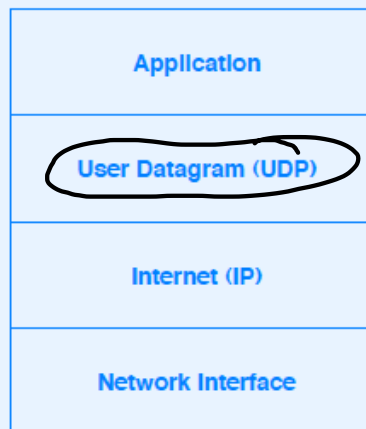 Application
User Datagram (UDP)
Internet (IP)
Network Interface